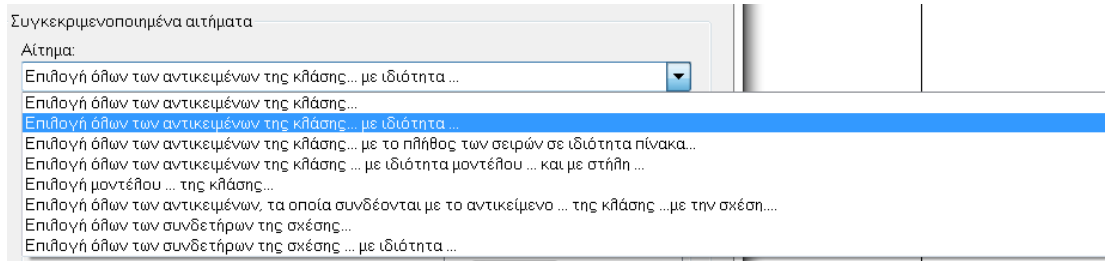 Συγκεκριμενοποιημένα αιτήματα
Αίτημα:
Επιλογή όλων των αντικειμένων της κλάσης... με ιδιότητα ...
Επιλογή όλων των αντικειμένων της κλάσης...
Επιλογή όλων των αντικειμένων της κλάσης... με ιδιότητα ...
Επιλογή όλων των αντικειμένων της κλάσης... με το πλήθος των σειρών σε ιδιότητα πίνακα...
Επιλογή όλων των αντικειμένων της κλάσης ... με ιδιότητα μοντέλου ... και με στήλη ...
Επιλογή μοντέλου ... της κλάσης...
Επιλογή όλων των αντικειμένων, τα οποία συνδέονται με το αντικείμενο ... της κλάσης ...με την σχέση....
Επιλογή όλων των συνδετήρων της σχέσης...
Επιλογή όλων των συνδετήρων της σχέσης ... με ιδιότητα ...